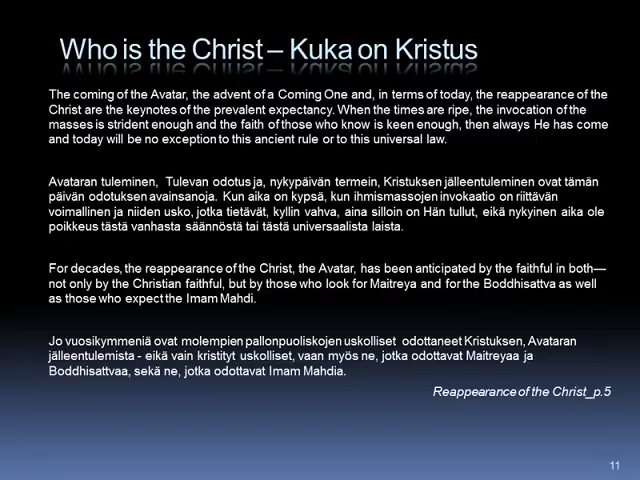 Who is the Christ – Kuka on Kristus
The coming of the Avatar, the advent of a Coming One and, in terms of today, the reappearance of the
Christ are the keynotes of the prevalent expectancy. When the times are ripe, the invocation of the
masses is strident enough and the faith of those who know is keen enough, then always He has come
and today will be no exception to this ancient rule or to this universal law.
Avataran tuleminen, Tulevan odotus ja, nykypäivän termein, Kristuksen jälleentuleminen ovat tämän
päivän odotuksen avainsanoja. Kun aika on kypsä, kun ihmismassojen invokaatio on riittävän
voimallinen ja niiden usko, jotka tietävät, kyllin vahva, aina silloin on Hän tullut, eikä nykyinen aika ole
poikkeus tästä vanhasta säännöstä tai tästä universaalista laista.
For decades, the reappearance of the Christ, the Avatar, has been anticipated by the faithful in both—
not only by the Christian faithful, but by those who look for Maitreya and for the Boddhisattva as well
as those who expect the Imam Mahdi.
Jo vuosikymmeniä ovat molempien pallonpuoliskojen uskolliset odottaneet Kristuksen, Avataran
jälleentulemista - eikä vain kristityt uskolliset, vaan myös ne, jotka odottavat Maitreyaa ja
Boddhisattvaa, sekä ne, jotka odottavat Imam Mahdia.
Reappearance of the Christ_p.5
11